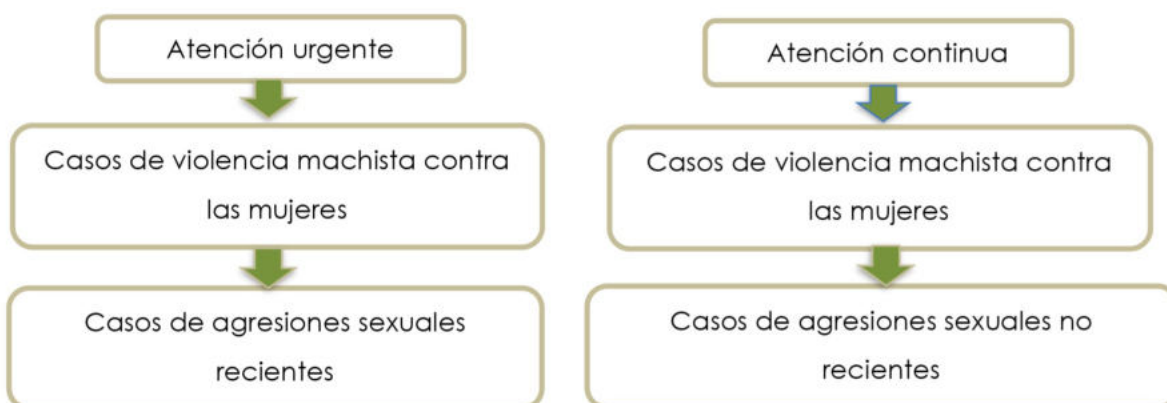 Atención urgente
Casos de violencia machista contra
las mujeres
Casos de agresiones sexuales
recientes
Atención continua
Casos de violencia machista contra
las mujeres
Casos de agresiones sexuales no
recientes